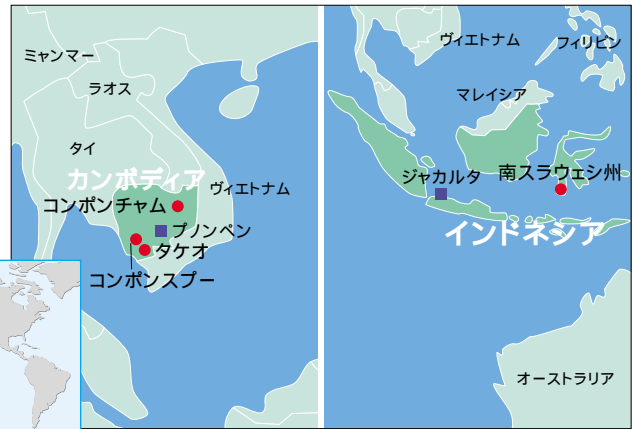 ミャンマー
ラオス
タイ
カンボディア
ヴィエトナム
コンポンチャム
プノンペン
タケオ
コンポンスプー
ヴィエトナム
フィリピン
マレイシア
ジャカルタ
南スラウェシ州
インドネシア
オーストラリア